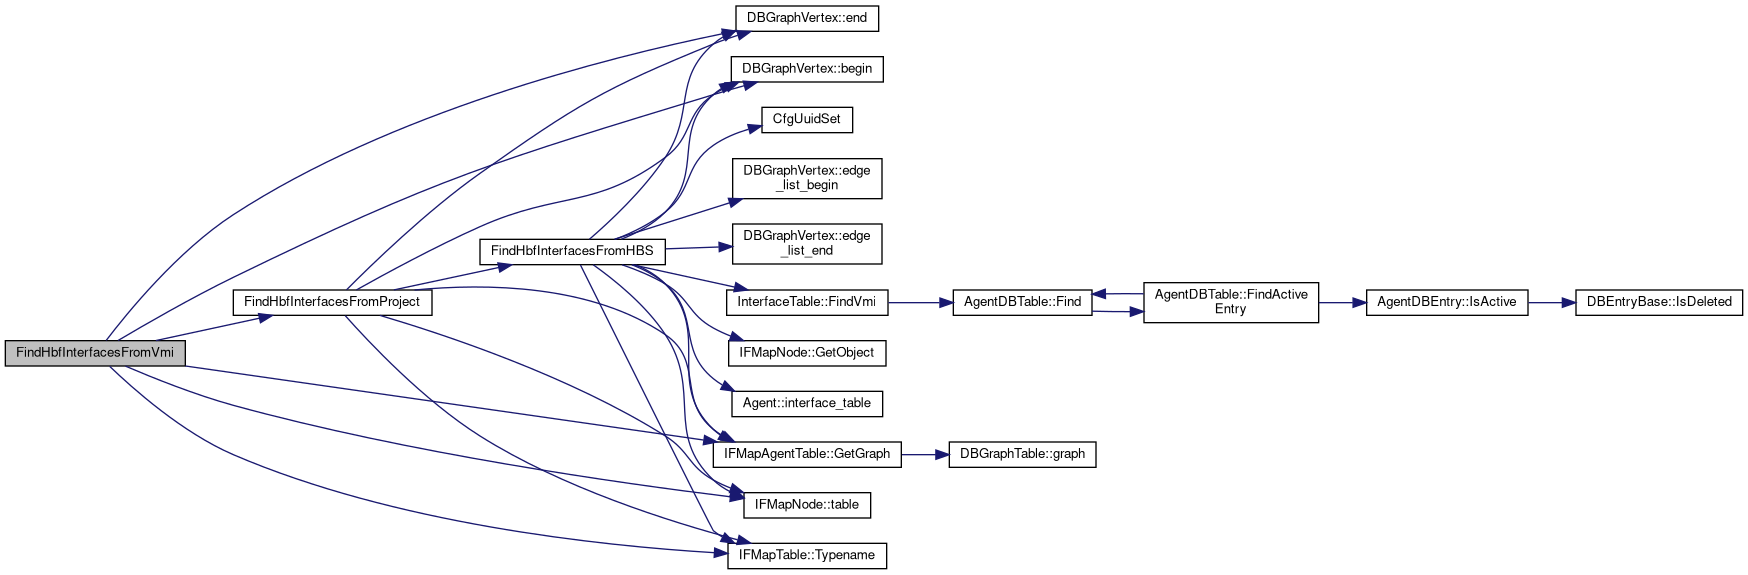 DBGraphVertex::end
DBGraphVertex::begin
CfgUuidSet
DBGraphVertex::edge
_list_begin
DBGraphVertex::edge
_list_end
FindHbfInterfacesFromHBS
InterfaceTable::FindVmi
AgentDBTable::Find
AgentDBTable::FindActive
Entry
AgentDBEntry::IsActive
DBEntryBase::IsDeleted
FindHbfInterfacesFromProject
FindHbfInterfacesFromVmi
IFMapNode::GetObject
Agent::interface_table
IFMapAgentTable::GetGraph
DBGraphTable::graph
IFMapNode::table
IFMapTable::Typename